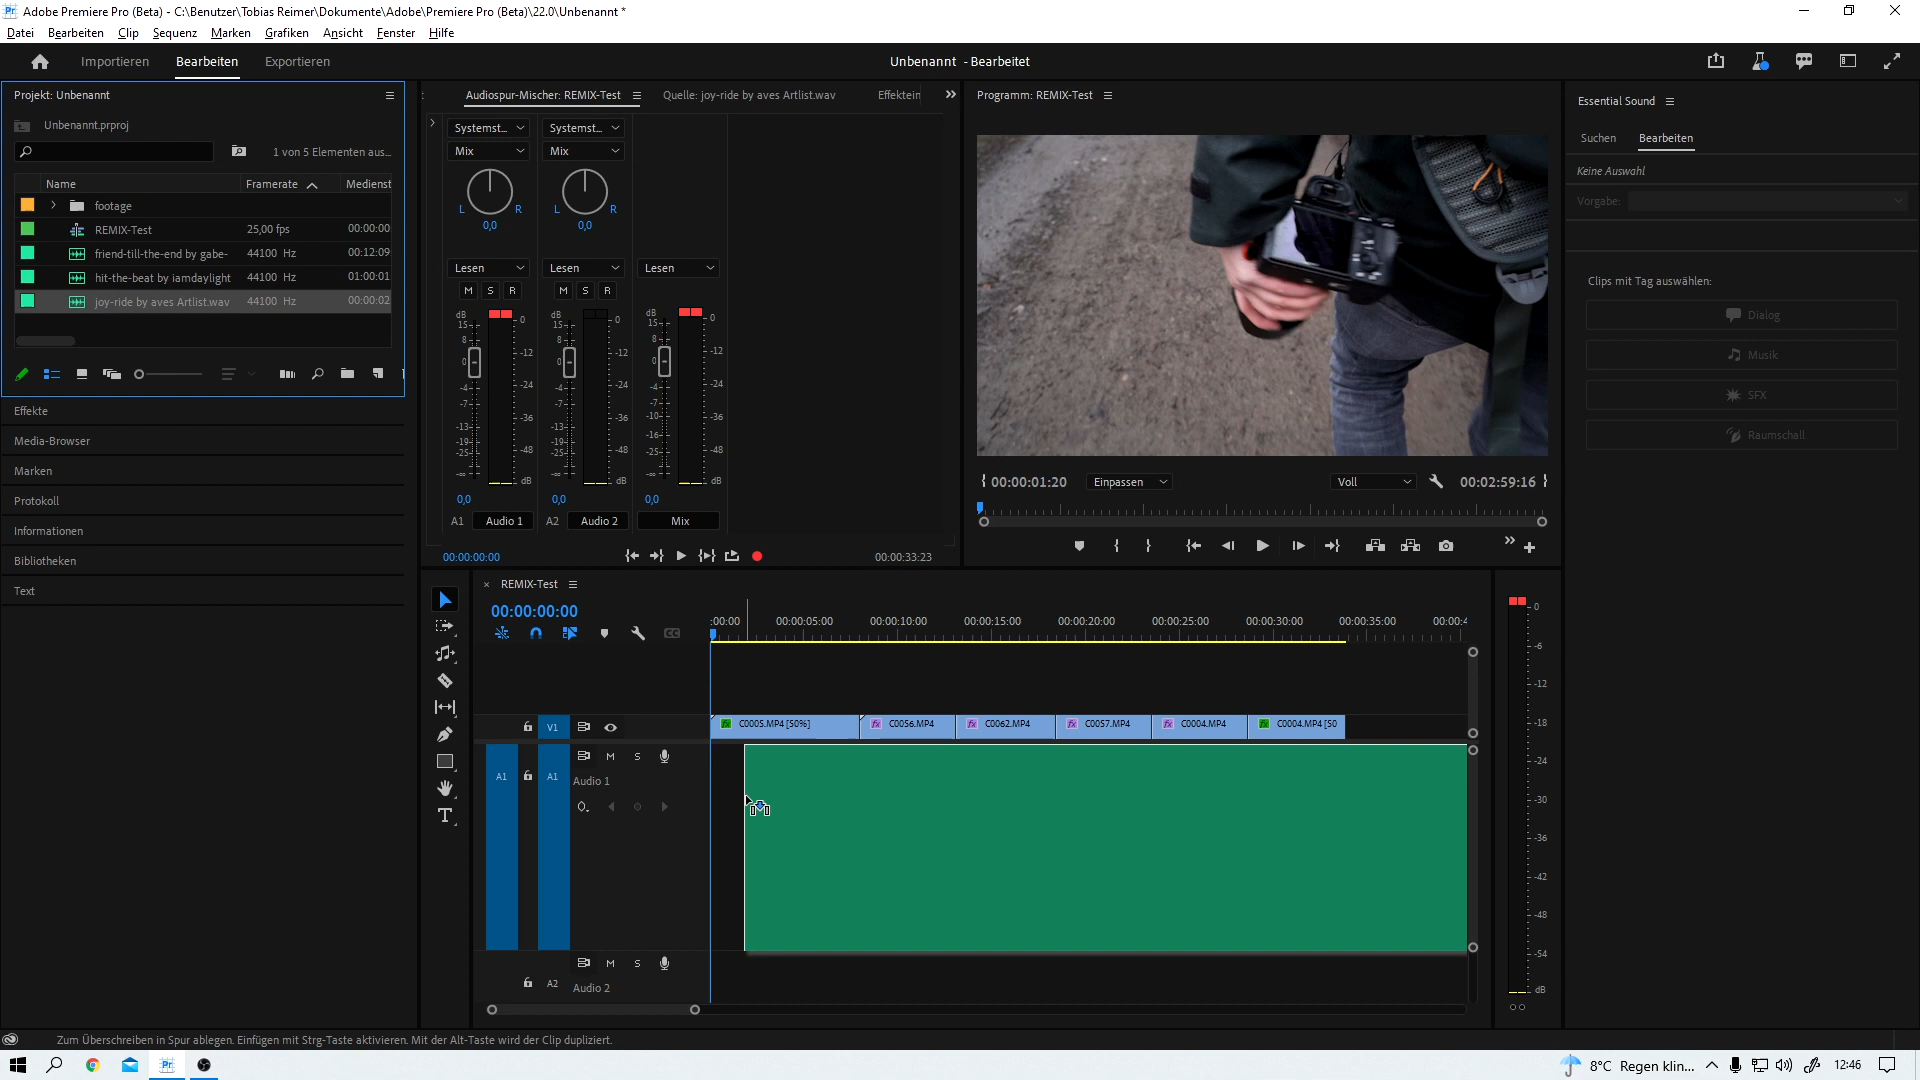 Adobe Premiere Pro (Beta) - C:\Benutzer\Tobias Reimer\Dokumente\Adobe\Premiere Pro (Beta)\22.0\Unbenannt *
Datei Bearbeiten Clip Sequenz Marken Grafiken Ansicht Fenster Hilfe
Importieren Bearbeiten Exportieren
Unbenannt - Bearbeitet
Projekt: Unbenannt
Unbenannt.prproj
1 von 5 Elementen aus...
Name Framerate Medienst
footage
REMIX-Test 25,00 fps 00:00:00
friend-till-the-end by gabe- 44100 Hz 00:12:09
hit-the-beat by iamdaylight 44100 Hz 01:00:01
joy-ride by aves Artlist.wav 44100 Hz 00:00:02
Effekte
Media-Browser
Marken
Protokoll
Informationen
Bibliotheken
Text
Audiospur-Mischer: REMIX-Test Quelle: joy-ride by aves Artlist.wav Effektein
Systemst... Systemst...
Mix Mix
L R L R
0,0 0,0
Lesen Lesen Lesen
M S R M S R
dB dB dB
15 15 15
8 8 8
0 0 0
-4 -4 -4
-7 -7 -7
-13 -13 -10
-19 -19 -16
-25 -25 -25
-∞ -∞ -∞
0 0 0
-12 -12 -12
-24 -24 -24
-36 -36 -36
-48 -48 -48
dB dB dB
0,0 0,0 0,0
A1 Audio 1 A2 Audio 2 Mix
00:00:00:00 00:00:33:23
Programm: REMIX-Test
00:00:01:20 Einpassen Voll 00:02:59:16
Essential Sound
Suchen Bearbeiten
Keine Auswahl
Vorgabe:
Clips mit Tag auswählen:
Dialog
Musik
SFX
Raumschall
REMIX-Test
00:00:00:00
:00:00 00:00:05:00 00:00:10:00 00:00:15:00 00:00:20:00 00:00:25:00 00:00:30:00 00:00:35:00 00:00:4
V1
fx C0005.MP4 [50%] fx C0056.MP4 fx C0062.MP4 fx C0057.MP4 fx C0004.MP4 fx C0004.MP4 [50
A1 A1 M S
Audio 1
M S
A2 Audio 2
0
-6
-12
-18
-24
-30
-36
-42
-48
-54
dB
Zum Überschreiben in Spur ablegen. Einfügen mit Strg-Taste aktivieren. Mit der Alt-Taste wird der Clip dupliziert.
Pr
8°C Regen klin... 12:46